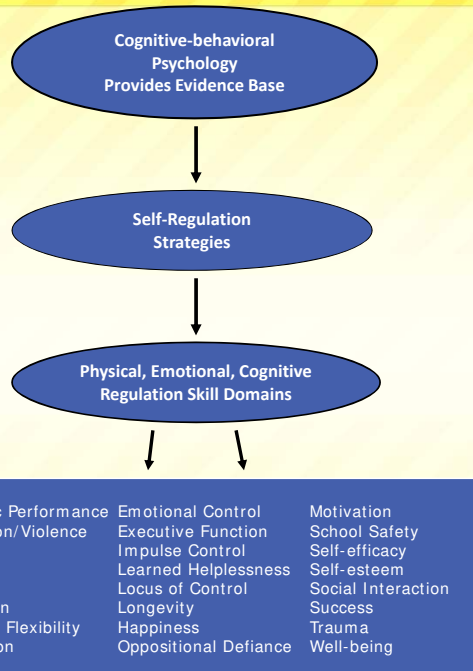 Cognitive-behavioral
Psychology
Provides Evidence Base
Self-Regulation
Strategies
Physical, Emotional, Cognitive
Regulation Skill Domains
Performance Emotional Control Motivation
/Violence Executive Function School Safety
Impulse Control Self-efficacy
Learned Helplessness Self-esteem
Locus of Control Social Interaction
Longevity Success
Flexibility Happiness Trauma
Oppositional Defiance Well-being